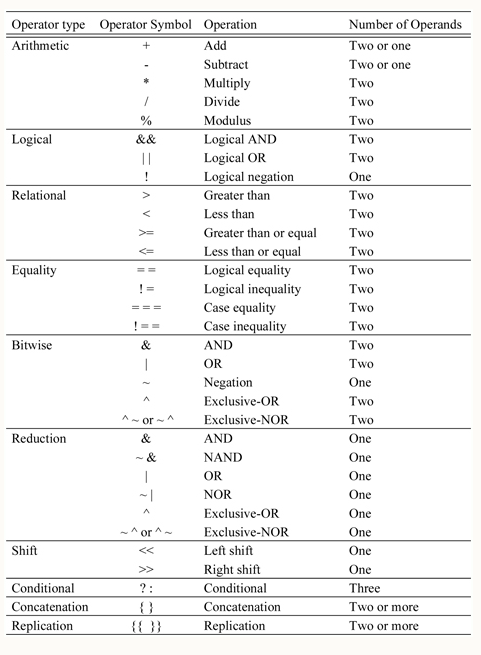 Operator type Operator Symbol Operation Number of Operands
Arithmetic + Add Two or one
- Subtract Two or one
* Multiply Two
/ Divide Two
% Modulus Two
Logical && Logical AND Two
| | Logical OR Two
! Logical negation One
Relational > Greater than Two
< Less than Two
>= Greater than or equal Two
<= Less than or equal Two
Equality = = Logical equality Two
! = Logical inequality Two
= = = Case equality Two
! = = Case inequality Two
Bitwise & AND Two
| OR Two
~ Negation One
^ Exclusive-OR Two
^ ~ or ~ ^ Exclusive-NOR Two
Reduction & AND One
~ & NAND One
| OR One
~ | NOR One
^ Exclusive-OR One
~ ^ or ^ ~ Exclusive-NOR One
Shift << Left shift One
>> Right shift One
Conditional ? : Conditional Three
Concatenation { } Concatenation Two or more
Replication {{ }} Replication Two or more